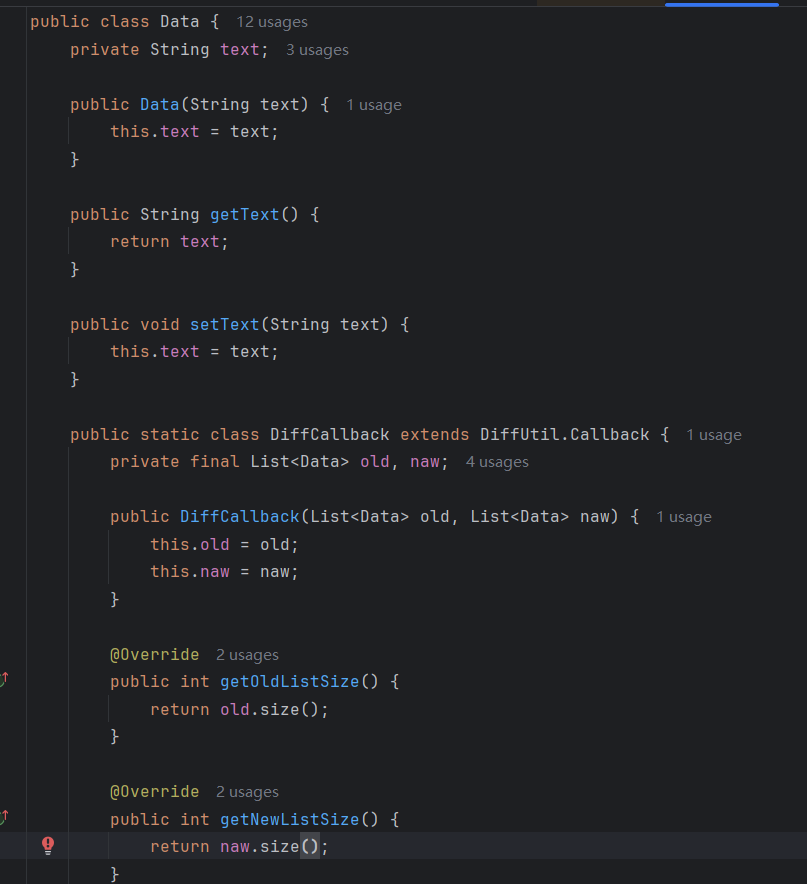 public class Data { 12 usages
private String text; 3 usages
public Data(String text) { 1 usage
this.text = text;
}
public String getText() {
return text;
}
public void setText(String text) {
this.text = text;
}
public static class DiffCallback extends DiffUtil.Callback { 1 usage
private final List<Data> old, naw; 4 usages
public DiffCallback(List<Data> old, List<Data> naw) { 1 usage
this.old = old;
this.naw = naw;
}
@Override 2 usages
public int getOldListSize() {
return old.size();
}
@Override 2 usages
public int getNewListSize() {
return naw.size();
}